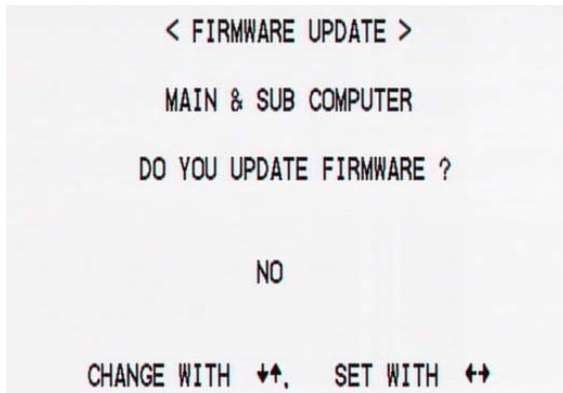 < FIRMWARE UPDATE >
MAIN & SUB COMPUTER
DO YOU UPDATE FIRMWARE ?
NO
CHANGE WITH ↓↑, SET WITH ←→